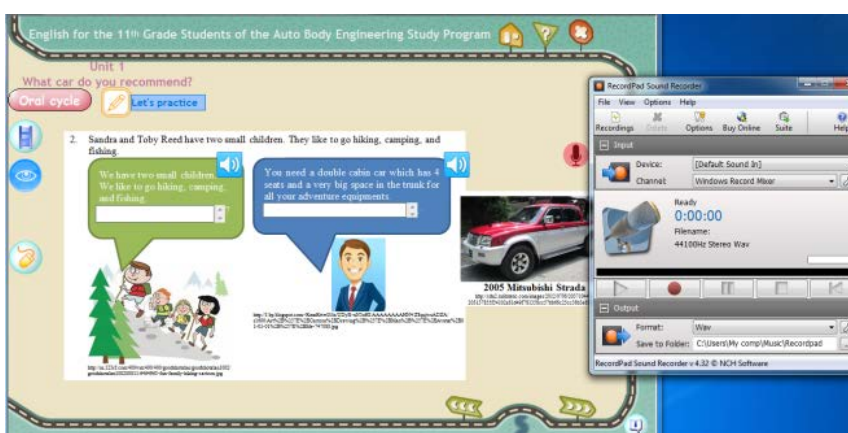 English for the 11th Grade Students of the Auto Body Engineering Study Program
Unit 1
What car do you recommend?
Oral cycle
Let's practice
2. Sandra and Toby Reed have two small children. They like to go hiking, camping, and
fishing.
We have two small children.
We like to go hiking, camping,
and fishing.
You need a double cabin car which has 4
seats and a very big space in the trunk for
all your adventure equipments
2005 Mitsubishi Strada
RecordPad Sound Recorder
File View Options Help
Recordings Delete Options Buy Online Suite Help
Input
Device: [Default Sound In]
Channel: Windows Record Mixer
Ready
0:00:00
Filename:
44100Hz Stereo Wav
Output
Format: Wav
Save to Folder: C:\Users\My comp\Music\Recordpad
RecordPad Sound Recorder v 4.32 © NCH Software